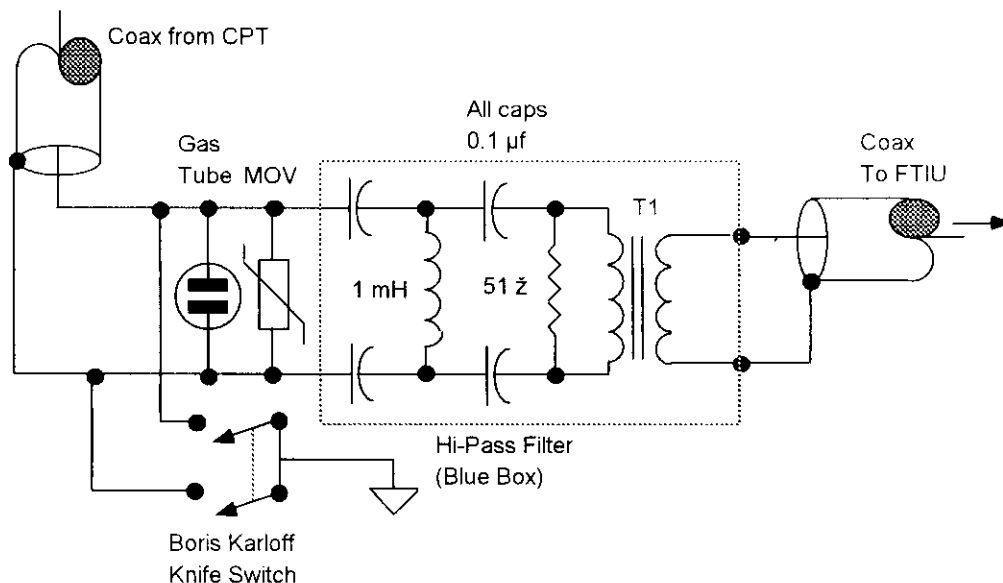 Coax from CPT
All caps
0.1 µf
Gas
Tube MOV
Coax
To FTIU
T1
1 mH
51 ž
Hi-Pass Filter
(Blue Box)
Boris Karloff
Knife Switch